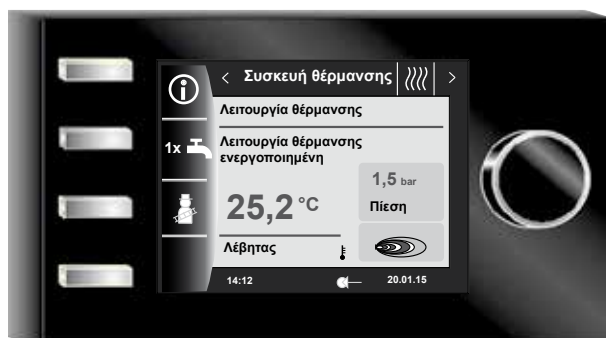 < Συσκευή θέρμανσης >
Λειτουργία θέρμανσης
1x
Λειτουργία θέρμανσης
ενεργοποιημένη
25,2 °C
1,5 bar
Πίεση
Λέβητας
14:12
20.01.15